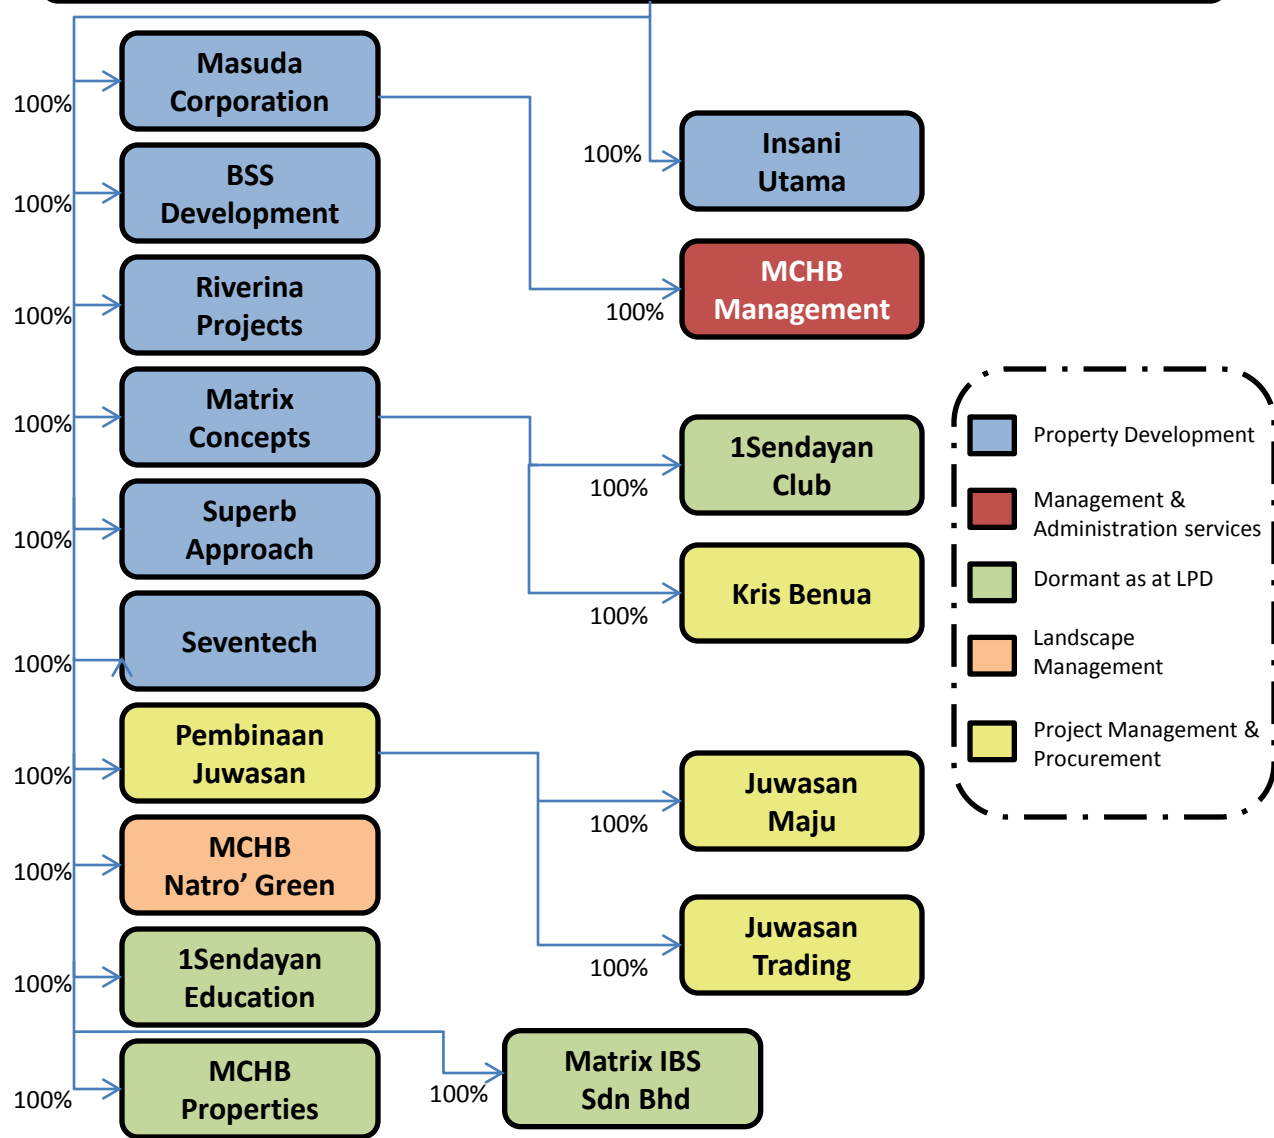 Masuda
Corporation
100%
BSS
Development
100%
Riverina
Projects
100%
Matrix
Concepts
100%
Superb
Approach
100%
Seventech
100%
Pembinaan
Juwasan
100%
MCHB
Natro’ Green
100%
1Sendayan
Education
100%
MCHB
Properties
100%
Insani
Utama
100%
MCHB
Management
100%
1Sendayan
Club
100%
Kris Benua
100%
Juwasan
Maju
100%
Juwasan
Trading
100%
Matrix IBS
Sdn Bhd
100%
Property Development
Management &
Administration services
Dormant as at LPD
Landscape
Management
Project Management &
Procurement